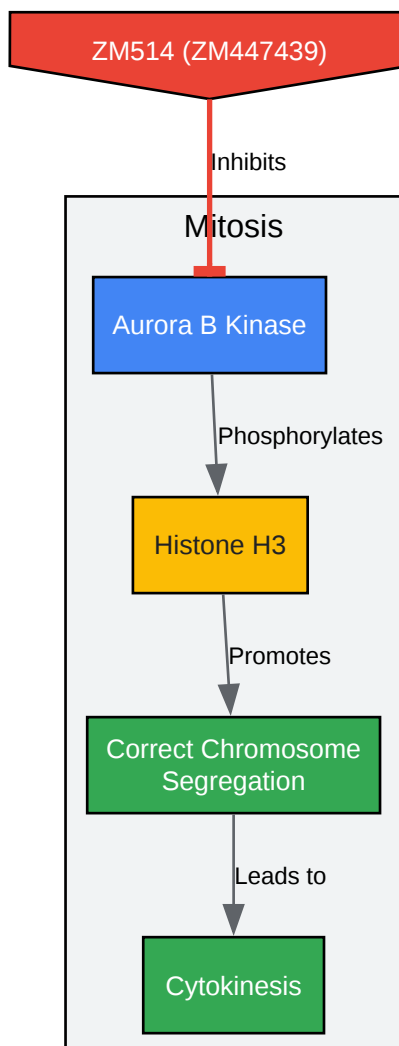 ZM514 (ZM447439)
Inhibits
Mitosis
Aurora B Kinase
Phosphorylates
Histone H3
Promotes
Correct Chromosome
Segregation
Leads to
Cytokinesis